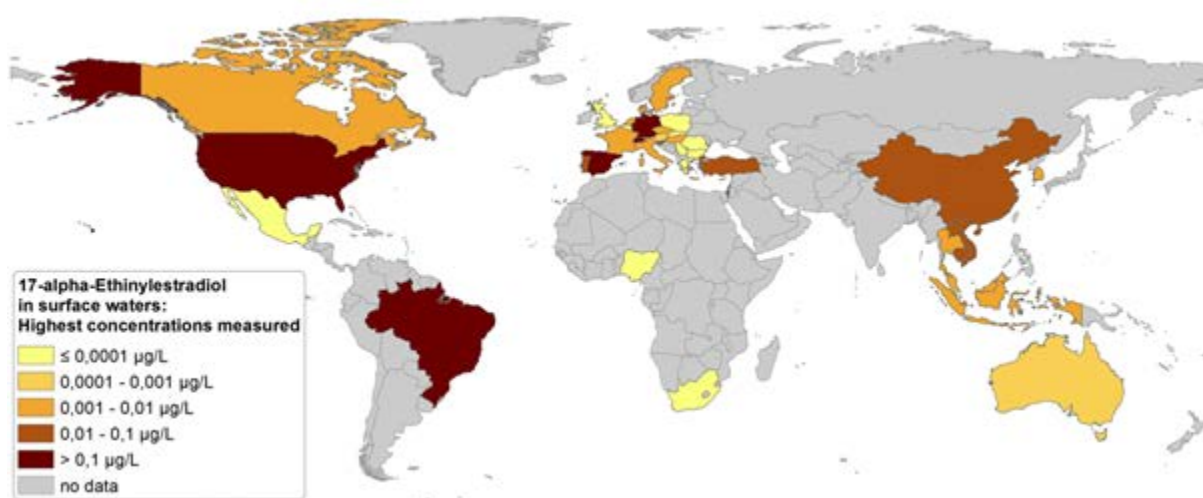 17-alpha-Ethinylestradiol
in surface waters:
Highest concentrations measured
≤ 0,0001 µg/L
0,0001 - 0,001 µg/L
0,001 - 0,01 µg/L
0,01 - 0,1 µg/L
> 0,1 µg/L
no data